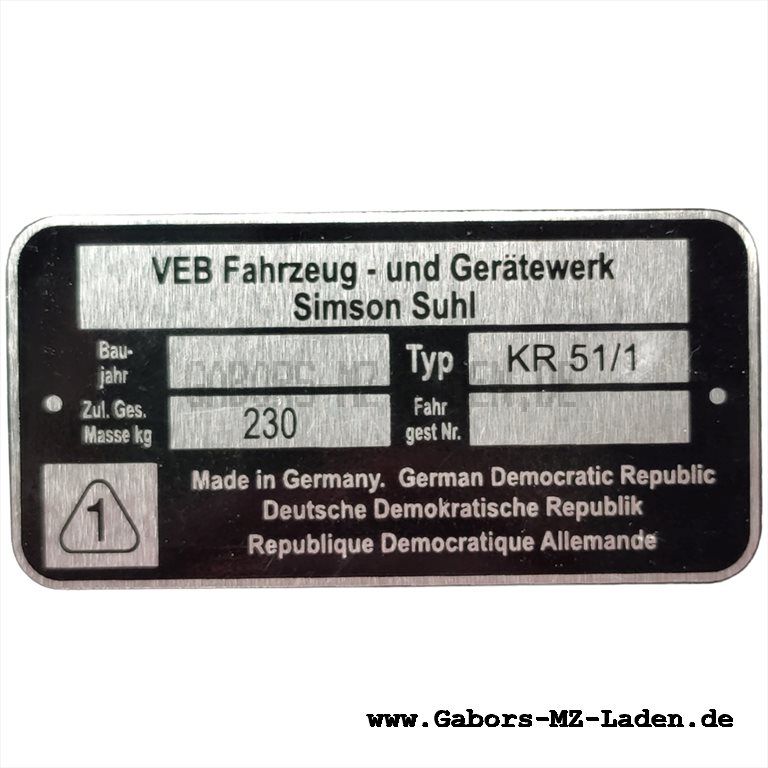 VEB Fahrzeug - und Gerätewerk
Simson Suhl
Bau-
jahr
Typ KR 51/1
Zul. Ges.
Masse kg 230
Fahr
gest Nr.
1
Made in Germany. German Democratic Republic
Deutsche Demokratische Republik
Republique Democratique Allemande
www.Gabors-MZ-Laden.de